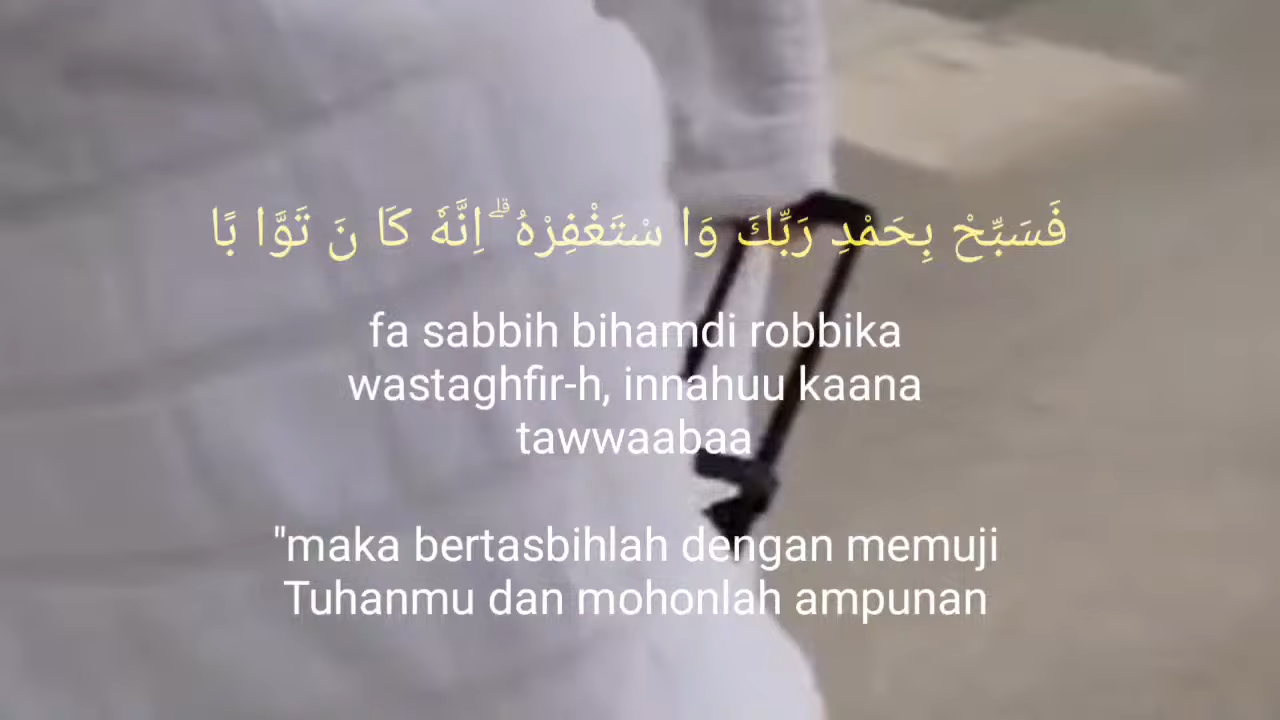 فَسَبِّحْ بِحَمْدِ رَبِّكَ وَا سْتَغْفِرْهُ ۗ اِنَّهٗ كَا نَ تَوَّا بًا
fa sabbih bihamdi robbika
wastaghfir-h, innahuu kaana
tawwaabaa
"maka bertasbihlah dengan memuji
Tuhanmu dan mohonlah ampunan